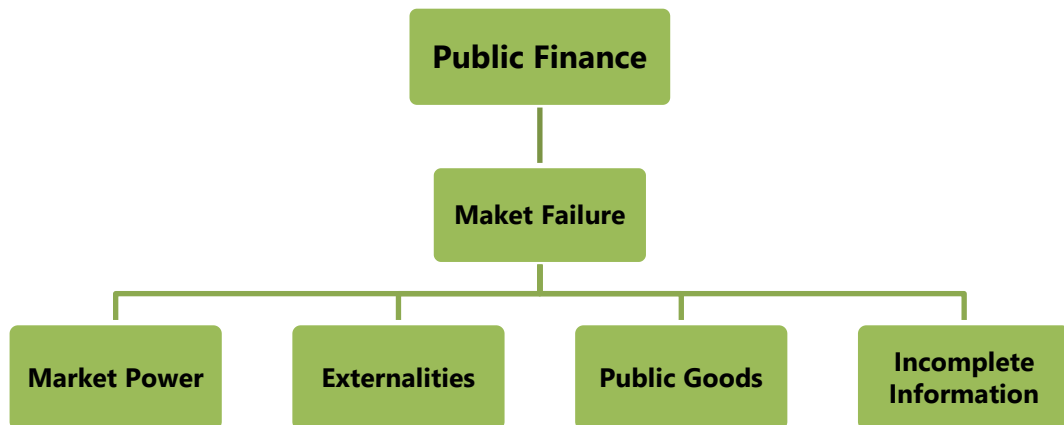 Public Finance
Maket Failure
Market Power
Externalities
Public Goods
Incomplete
Information